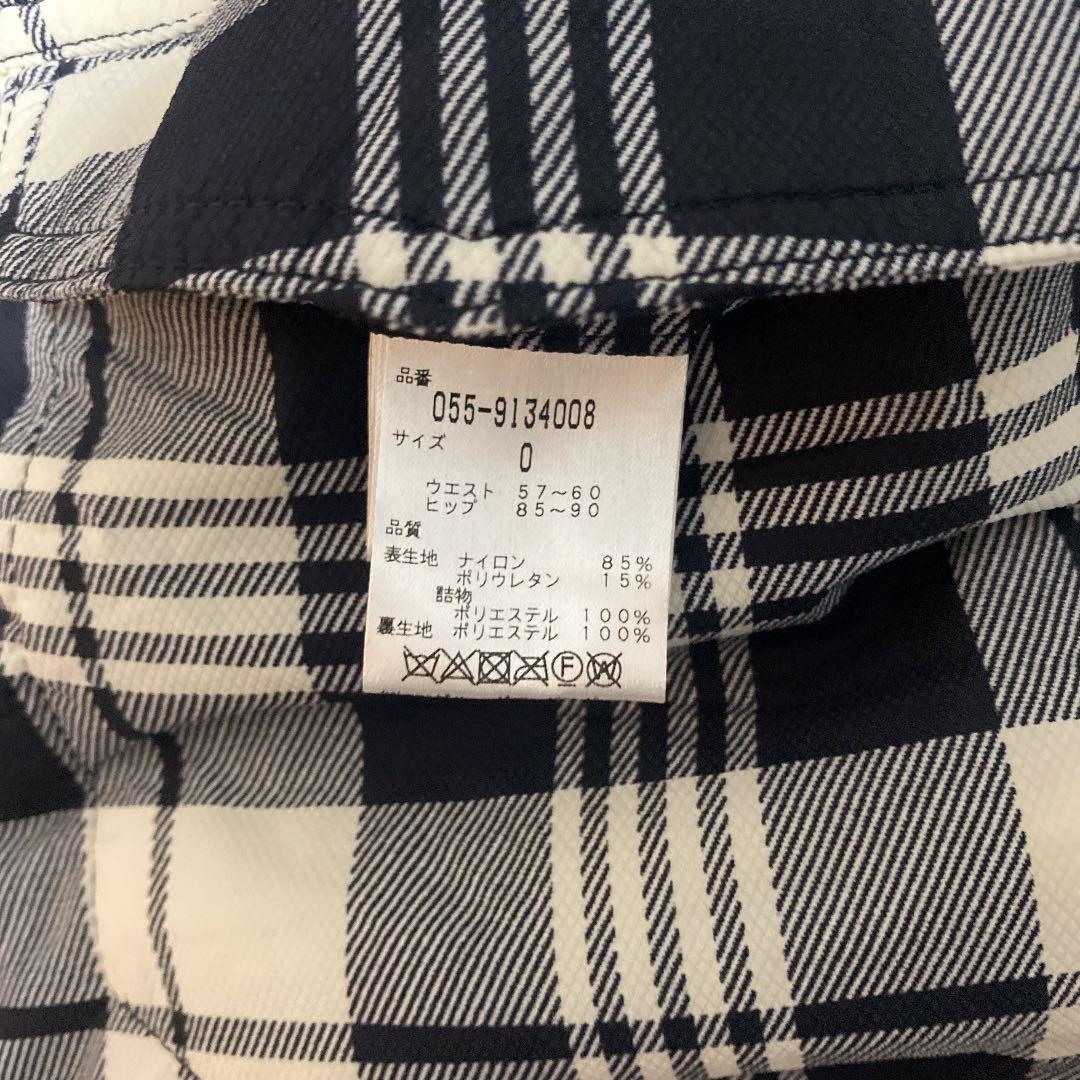 品番
055-9134008
サイズ
0
ウエスト 57~60
ヒップ 85~90
品質
表生地 ナイロン 85%
ポリウレタン 15%
詰物
ポリエステル 100%
裏生地 ポリエステル 100%
F W